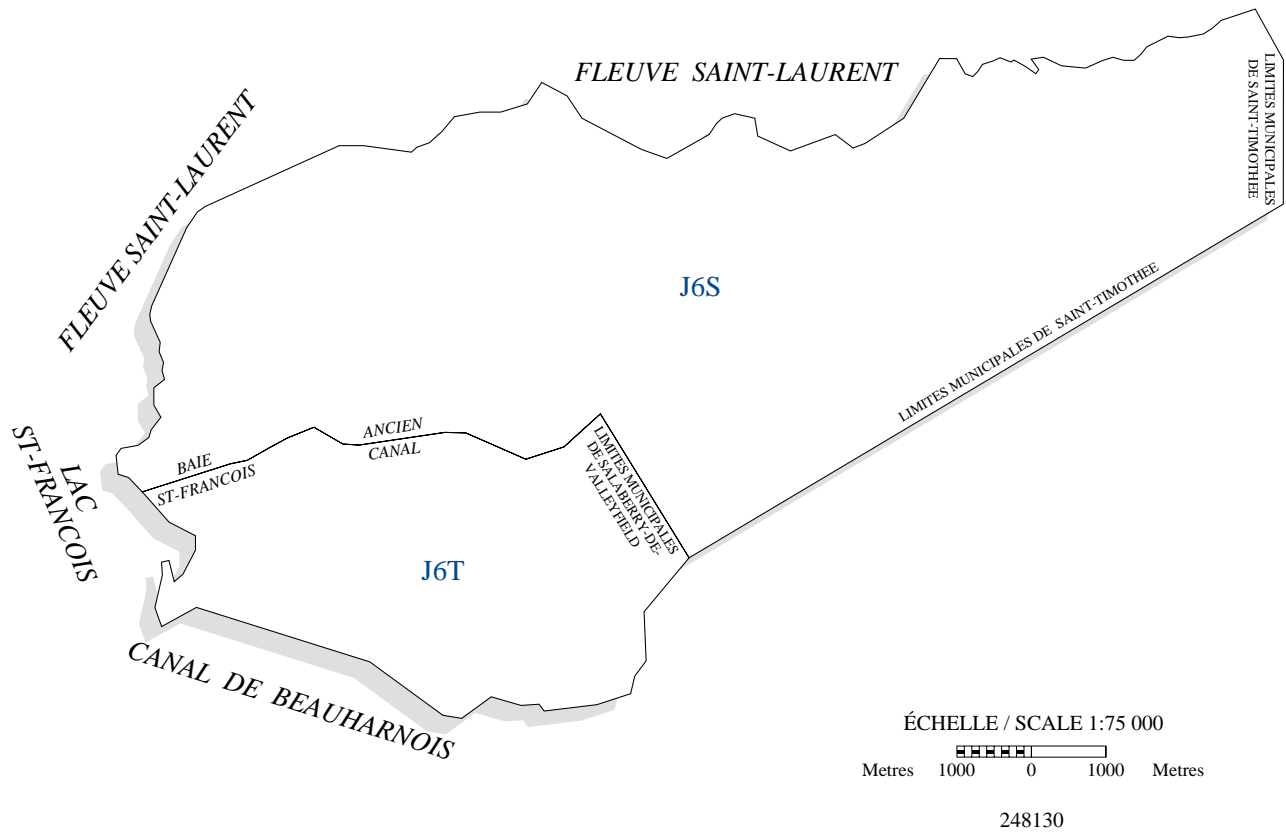 FLEUVE SAINT-LAURENT
LIMITES MUNICIPALES
DE SAINT-TIMOTHEE
FLEUVE SAINT-LAURENT
J6S
LIMITES MUNICIPALES DE SAINT-TIMOTHEE
LAC
ST-FRANCOIS
BAIE
ST-FRANCOIS
ANCIEN
CANAL
LIMITES MUNICIPALES
DE SALABERRY-DE-
VALLEYFIELD
J6T
CANAL DE BEAUHARNOIS
ÉCHELLE / SCALE 1:75 000
Metres 1000 0 1000 Metres
248130